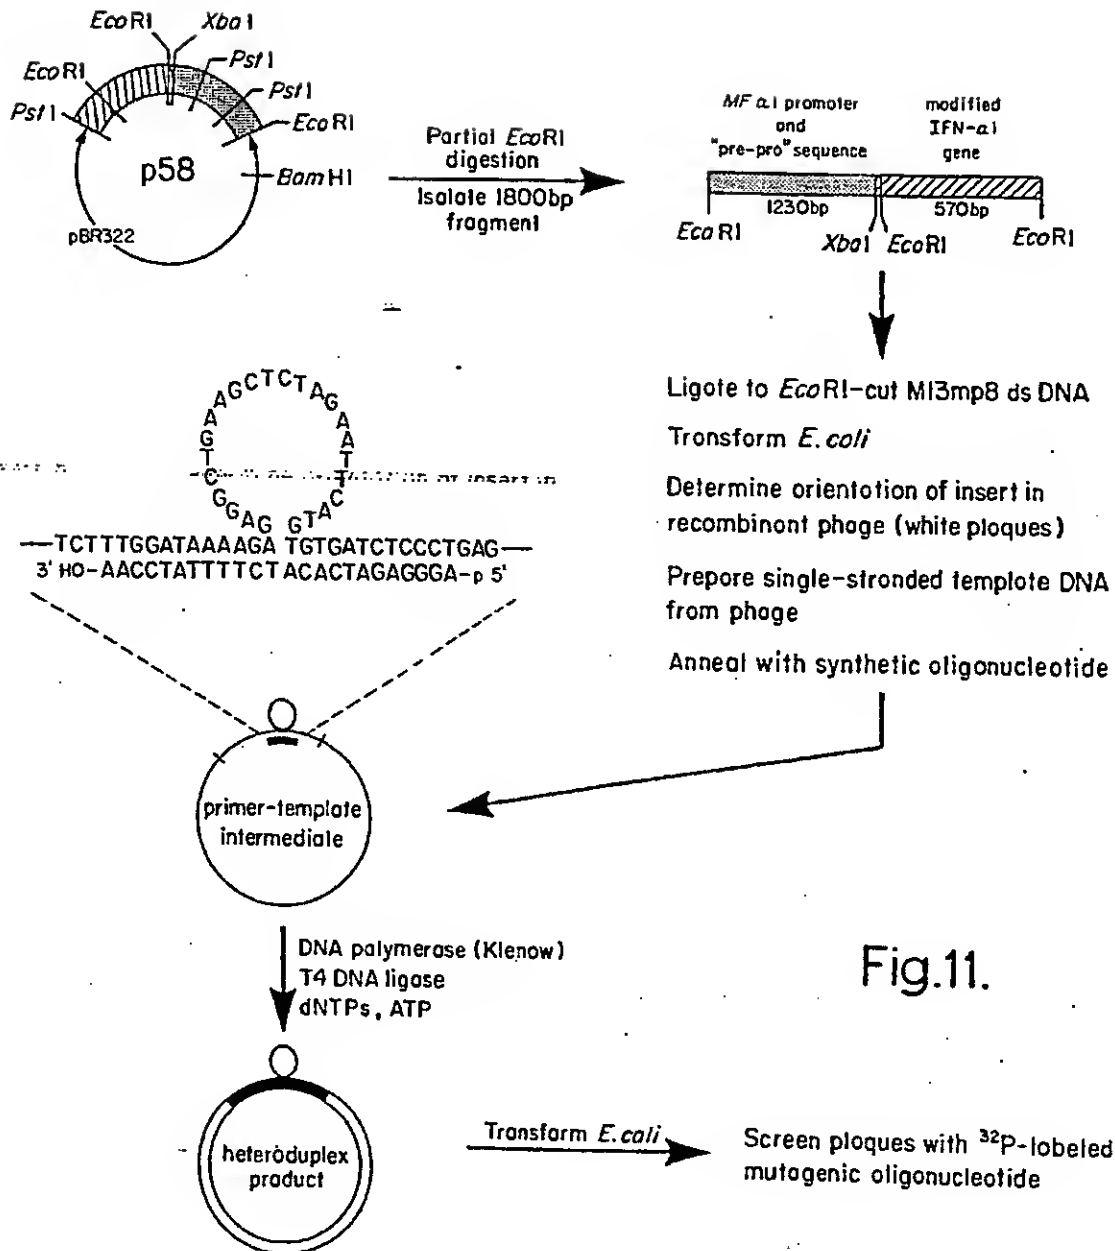 EcoRI
XbaI
EcoRI
PstI
PstI
PstI
EcoRI
p58
BamHI
pBR322
Partial EcoRI
digestion
Isolate 1800bp
fragment
MFα1 promoter
and
"pre-pro" sequence
modified
IFN-α1
gene
1230bp
570bp
EcoRI
XbaI
EcoRI
EcoRI
Ligate to EcoRI-cut M13mp8 ds DNA
Transform E.coli
Determine orientation of insert in
recombinant phage (white plaques)
Prepare single-stranded template DNA
from phage
Anneal with synthetic oligonucleotide
CTGAAGCTCTAGAATTCATG
GGAG
—TCTTTGGATAAAAGA TGTGATCTCCCTGAG—
3' HO-AACCTATTTTCTACACTAGAGGGA-p 5'
primer-template
intermediate
DNA polymerase (Klenow)
T4 DNA ligase
dNTPs, ATP
Fig.11.
heteroduplex
product
Transform E.coli
Screen plaques with ³²P-labeled
mutagenic oligonucleotide